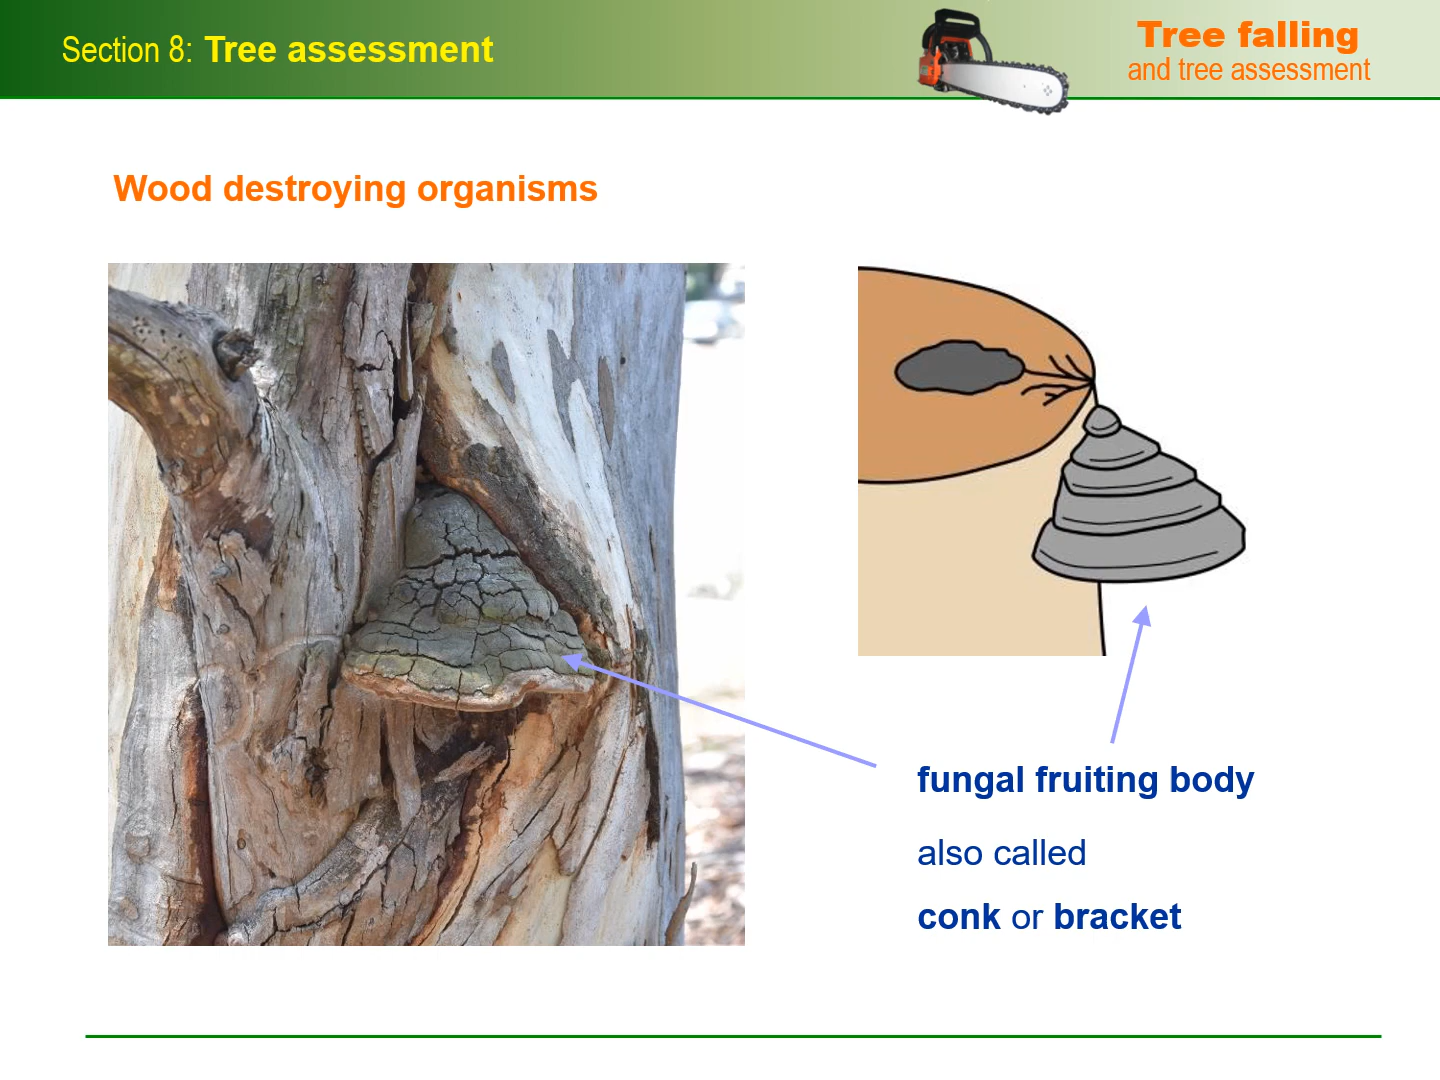 Section 8: Tree assessment
Tree falling
and tree assessment
Wood destroying organisms
fungal fruiting body
also called
conk or bracket